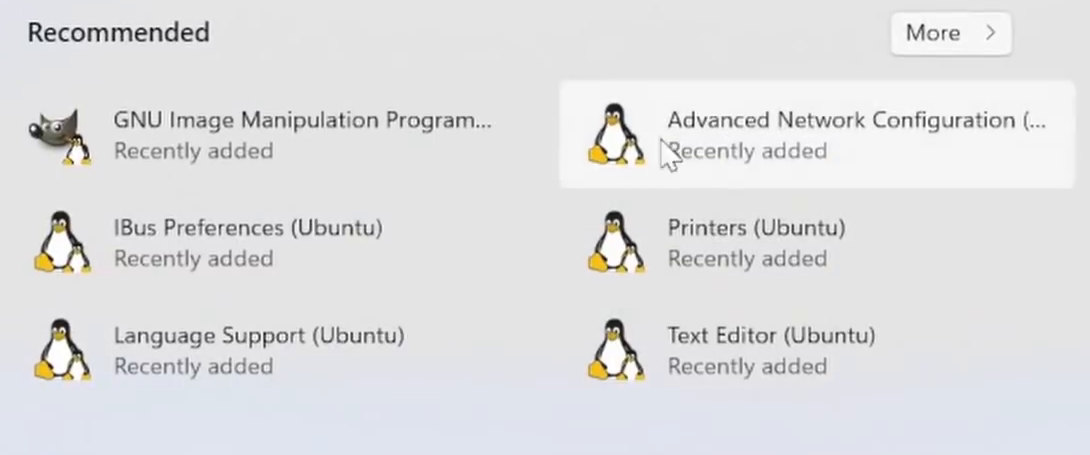 Recommended
More
GNU Image Manipulation Program...
Recently added
Advanced Network Configuration (...
Recently added
IBus Preferences (Ubuntu)
Recently added
Printers (Ubuntu)
Recently added
Language Support (Ubuntu)
Recently added
Text Editor (Ubuntu)
Recently added